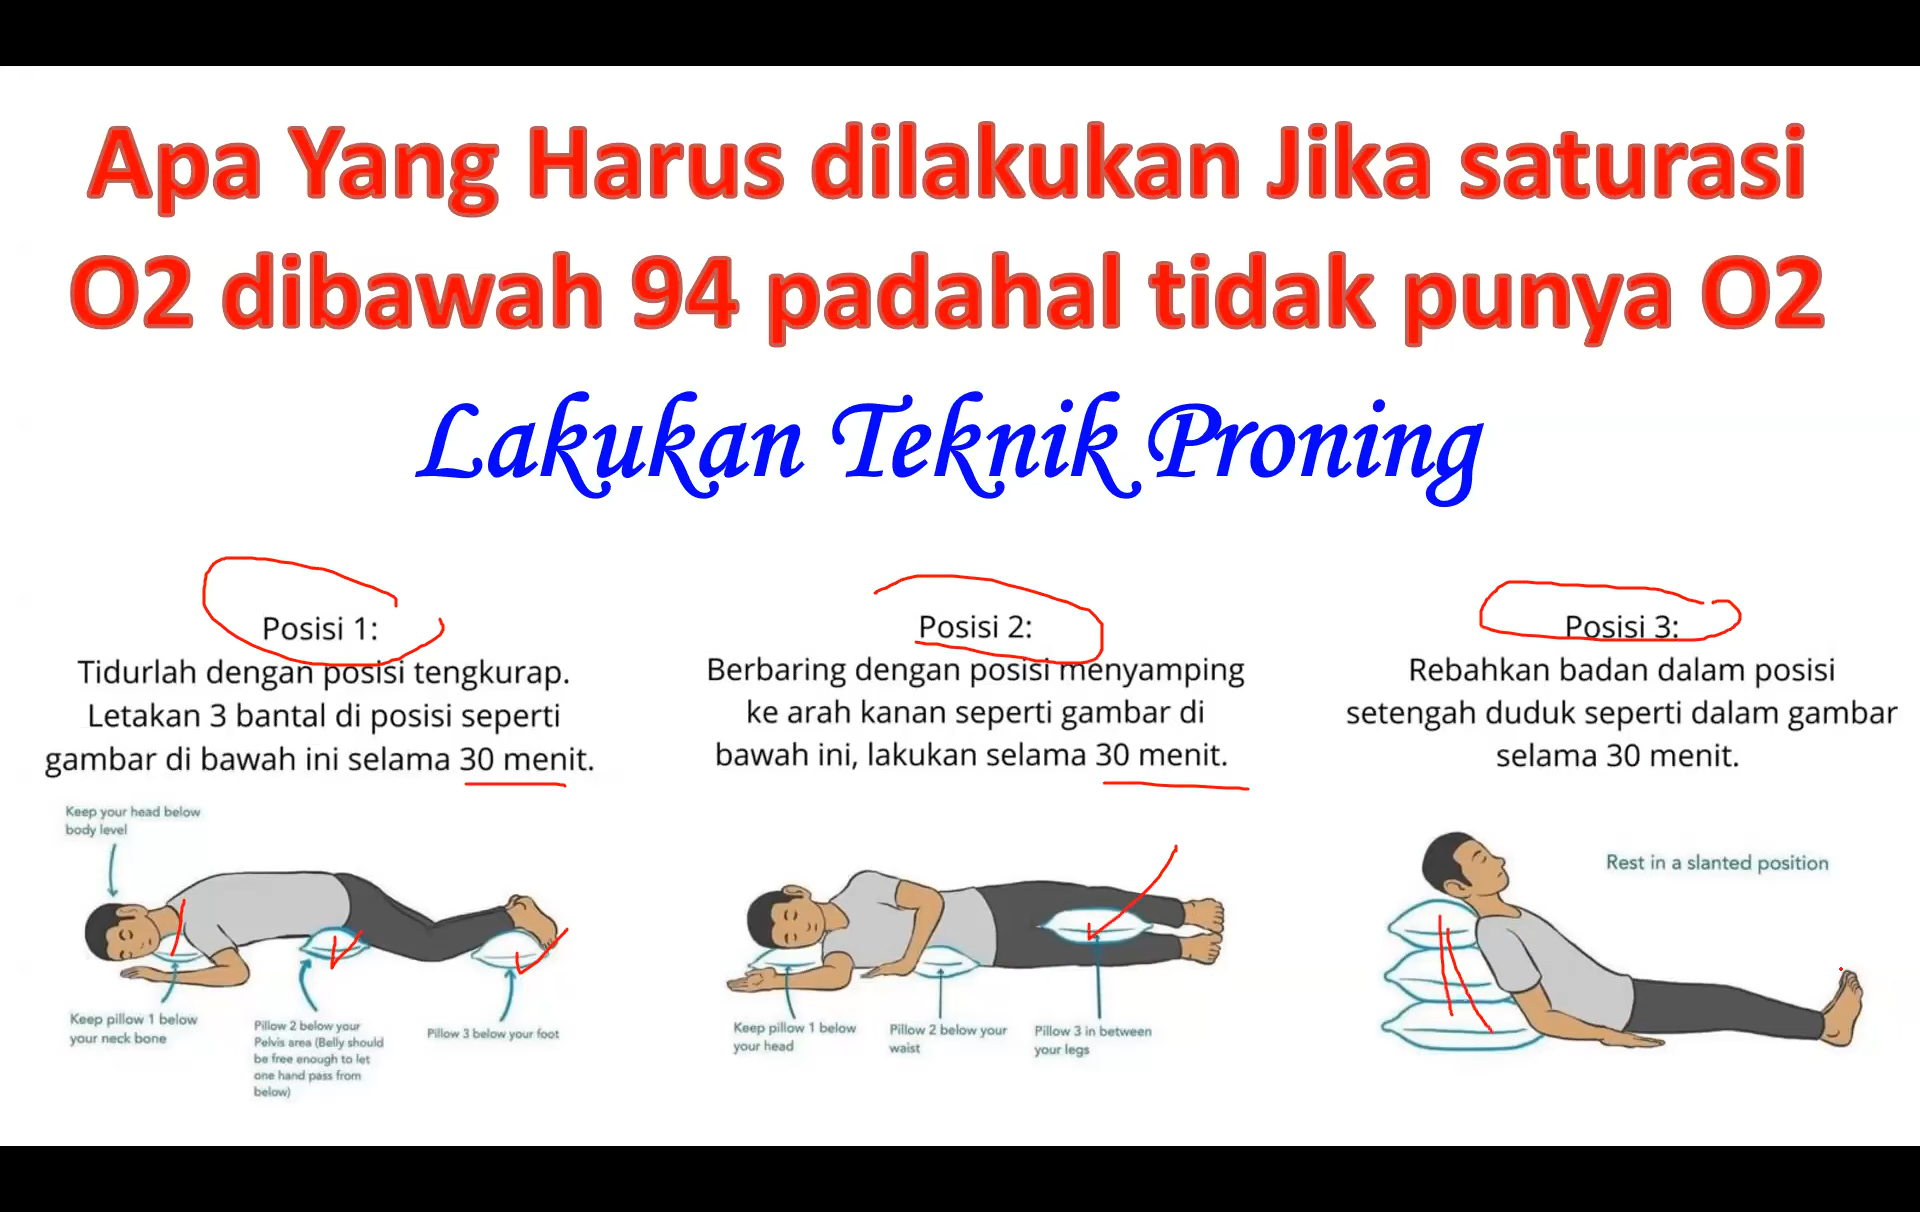 Apa Yang Harus dilakukan Jika saturasi
O2 dibawah 94 padahal tidak punya O2
Lakukan Teknik Proning
Posisi 1:
Tidurlah dengan posisi tengkurap.
Letakan 3 bantal di posisi seperti
gambar di bawah ini selama 30 menit.
Keep your head below
body level
Keep pillow 1 below
your neck bone
Pillow 2 below your
Pelvis area (Belly should
be free enough to let
one hand pass from
below)
Pillow 3 below your foot
Posisi 2:
Berbaring dengan posisi menyamping
ke arah kanan seperti gambar di
bawah ini, lakukan selama 30 menit.
Keep pillow 1 below
your head
Pillow 2 below your
waist
Pillow 3 in between
your legs
Posisi 3:
Rebahkan badan dalam posisi
setengah duduk seperti dalam gambar
selama 30 menit.
Rest in a slanted position